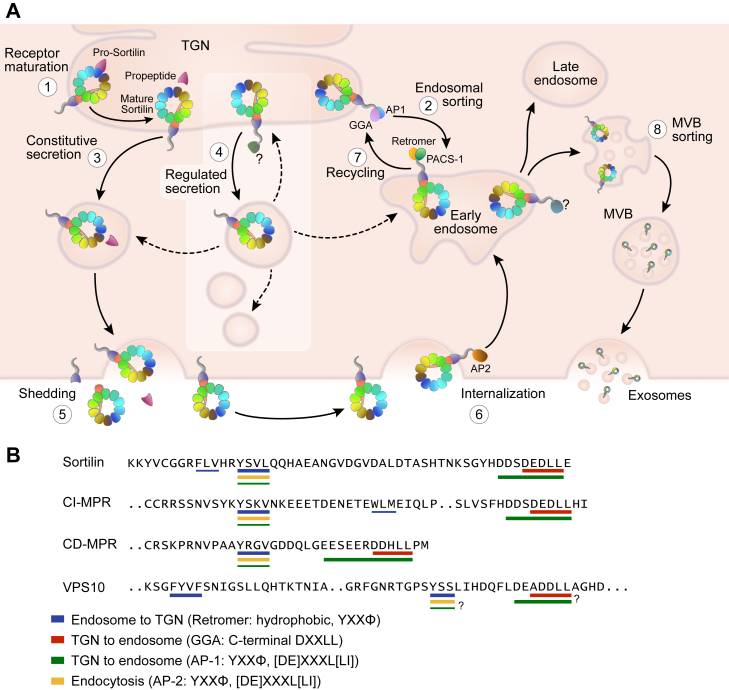 A
TGN
Receptor
maturation
1
Pro-Sortilin
Propeptide
Mature
Sortilin
AP1
GGA
Endosomal
sorting
2
Late
endosome
8
MVB
sorting
Constitutive
secretion
3
4
Regulated
secretion
?
7
Recycling
Retromer
PACS-1
Early
endosome
?
MVB
Shedding
5
AP2
Internalization
6
Exosomes
B
Sortilin KKYVCGGRFLVHRYSVLQQHAEANGVDGVDALDTASHTNKSGYHDDSDEDLLE
CI-MPR ..CCRRSSNVSYKYSKVNKEEETDENETEWLMEIQLP..SLVSFHDDSDEDLLHI
CD-MPR ..CCRSKPRNVPAAYRGVGDDQLGEESEERDDHLLPM
VPS10 ..KSGFYVFSNIGSLLQHTKTNIA..GRFGNRTGPSYSSLIHDQFLDEADDLLAGHD...
? ?
Endosome to TGN (Retromer: hydrophobic, YXXΦ)
TGN to endosome (GGA: C-terminal DXXLL)
TGN to endosome (AP-1: YXXΦ, [DE]XXXL[LI])
Endocytosis (AP-2: YXXΦ, [DE]XXXL[LI])